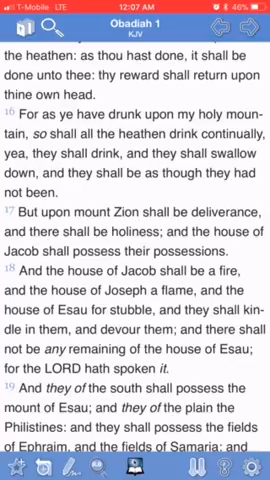 T-Mobile LTE 12:07 AM 46%
Obadiah 1
KJV
the heathen: as thou hast done, it shall be
done unto thee: thy reward shall return upon
thine own head.
16 For as ye have drunk upon my holy moun-
tain, so shall all the heathen drink continually,
yea, they shall drink, and they shall swallow
down, and they shall be as though they had
not been.
17 But upon mount Zion shall be deliverance,
and there shall be holiness; and the house of
Jacob shall possess their possessions.
18 And the house of Jacob shall be a fire,
and the house of Joseph a flame, and the
house of Esau for stubble, and they shall kin-
dle in them, and devour them; and there shall
not be any remaining of the house of Esau;
for the LORD hath spoken it.
19 And they of the south shall possess the
mount of Esau; and they of the plain the
Philistines: and they shall possess the fields
of Ephraim, and the fields of Samaria: and